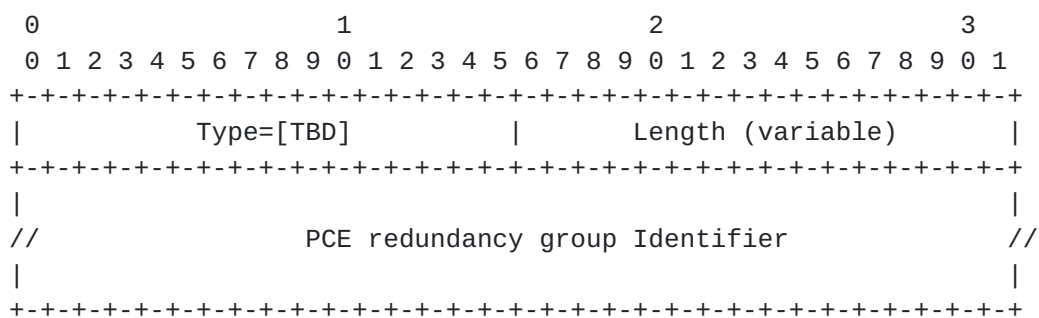 0                   1                   2                   3
 0 1 2 3 4 5 6 7 8 9 0 1 2 3 4 5 6 7 8 9 0 1 2 3 4 5 6 7 8 9 0 1
+-+-+-+-+-+-+-+-+-+-+-+-+-+-+-+-+-+-+-+-+-+-+-+-+-+-+-+-+-+-+-+-+
|           Type=[TBD]          |       Length (variable)       |
+-+-+-+-+-+-+-+-+-+-+-+-+-+-+-+-+-+-+-+-+-+-+-+-+-+-+-+-+-+-+-+-+
|                                                               |
//                 PCE redundancy group Identifier              //
|                                                               |
+-+-+-+-+-+-+-+-+-+-+-+-+-+-+-+-+-+-+-+-+-+-+-+-+-+-+-+-+-+-+-+-+